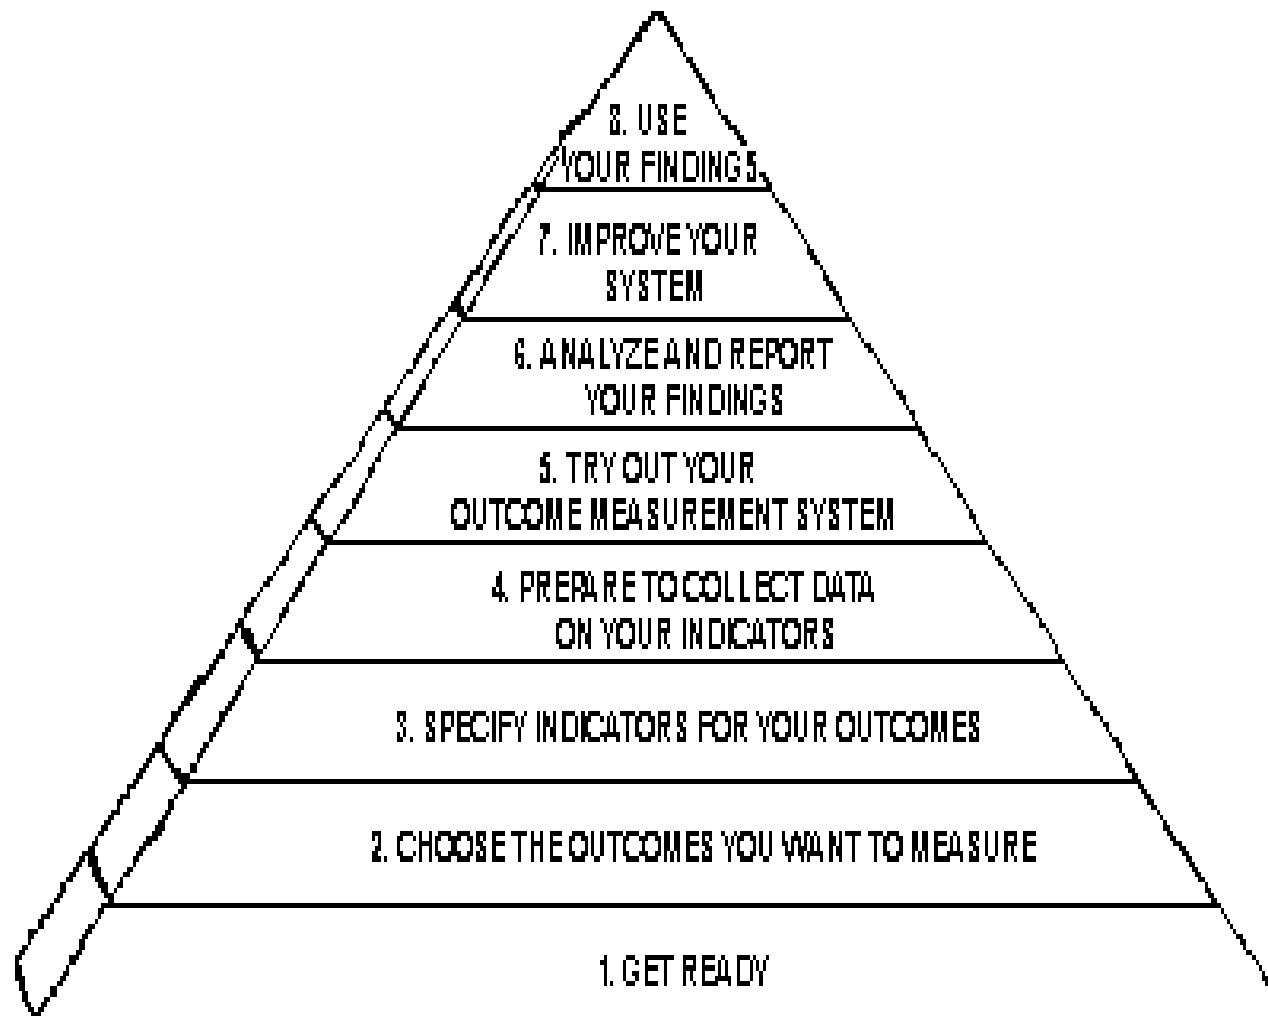 8. USE
YOUR FINDINGS
7. IMPROVE YOUR
SYSTEM
6. ANALYZE AND REPORT
YOUR FINDINGS
5. TRY OUT YOUR
OUTCOME MEASUREMENT SYSTEM
4. PREPARE TO COLLECT DATA
ON YOUR INDICATORS
3. SPECIFY INDICATORS FOR YOUR OUTCOMES
2. CHOOSE THE OUTCOMES YOU WANT TO MEASURE
1. GET READY